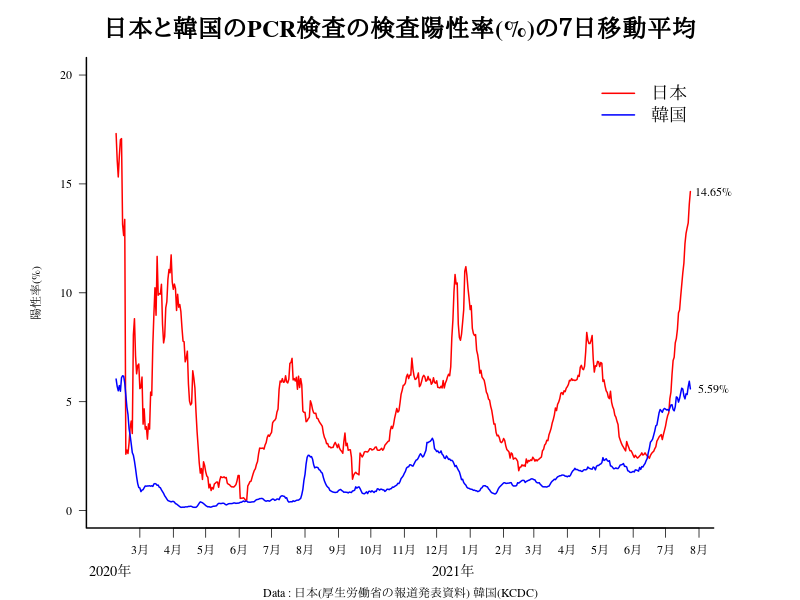 日本と韓国のPCR検査の検査陽性率(%)の7日移動平均
20
15
10
5
0
陽性率(%)
日本
韓国
14.65%
5.59%
3月 4月 5月 6月 7月 8月 9月 10月 11月 12月 1月 2月 3月 4月 5月 6月 7月 8月
2020年 2021年
Data : 日本(厚生労働省の報道発表資料) 韓国(KCDC)